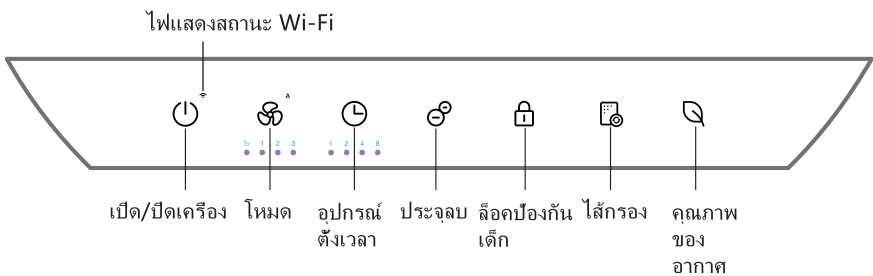 ไฟแสดงสถานะ Wi-Fi
A
1 2 3 1 2 4 8
เปิด/ปิดเครื่อง โหมด อุปกรณ์ ประจุลบ ล็อคป้องกัน ไส้กรอง คุณภาพ
ตั้งเวลา เด็ก ของ
อากาศ